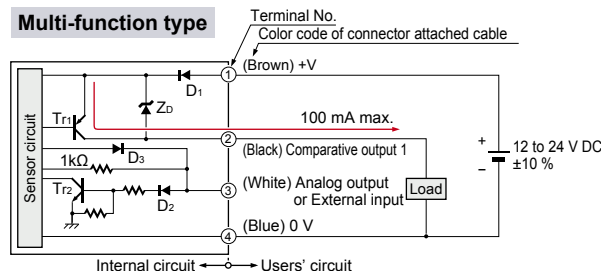 Multi-function type
Terminal No.
Color code of connector attached cable
1
(Brown) +V
D1
Tr1
ZD
100 mA max.
2
(Black) Comparative output 1
Sensor circuit
D3
1kΩ
Tr2
D2
3
(White) Analog output
or External input
Load
+
−
12 to 24 V DC
±10 %
4
(Blue) 0 V
Internal circuit
Users' circuit